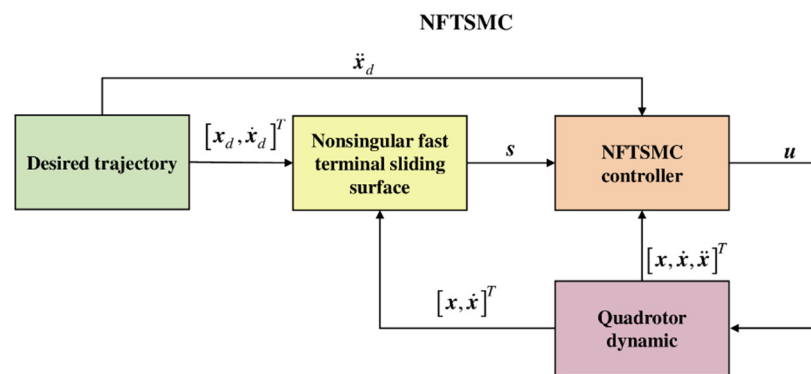 NFTSMC
ẍ_d
[x_d, ẋ_d]^T
Desired trajectory
Nonsingular fast
terminal sliding
surface
s
NFTSMC
controller
u
[x, ẋ, ẍ]^T
[x, ẋ]^T
Quadrotor
dynamic